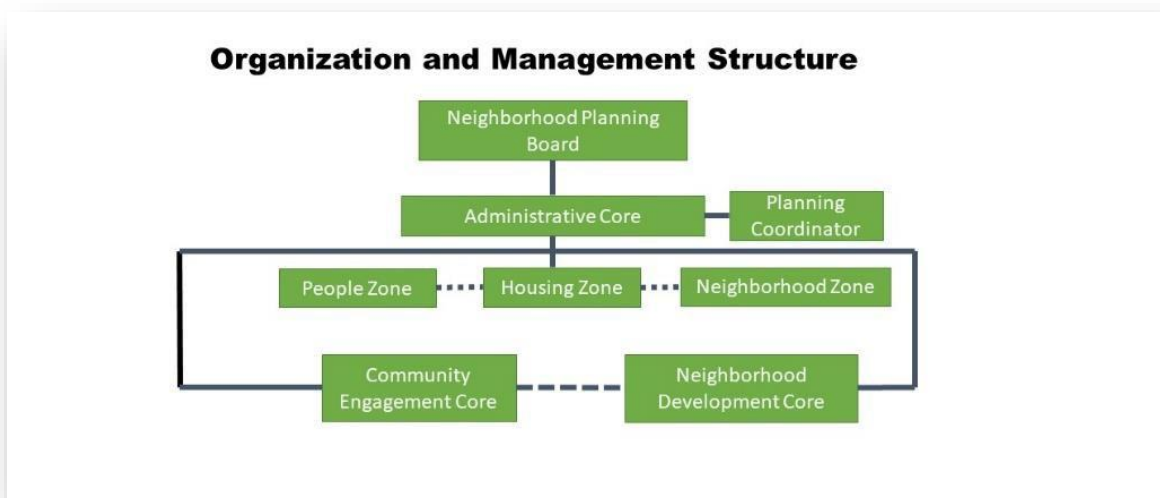 Organization and Management Structure
Neighborhood Planning
Board
Administrative Core
Planning
Coordinator
People Zone
Housing Zone
Neighborhood Zone
Community
Engagement Core
Neighborhood
Development Core